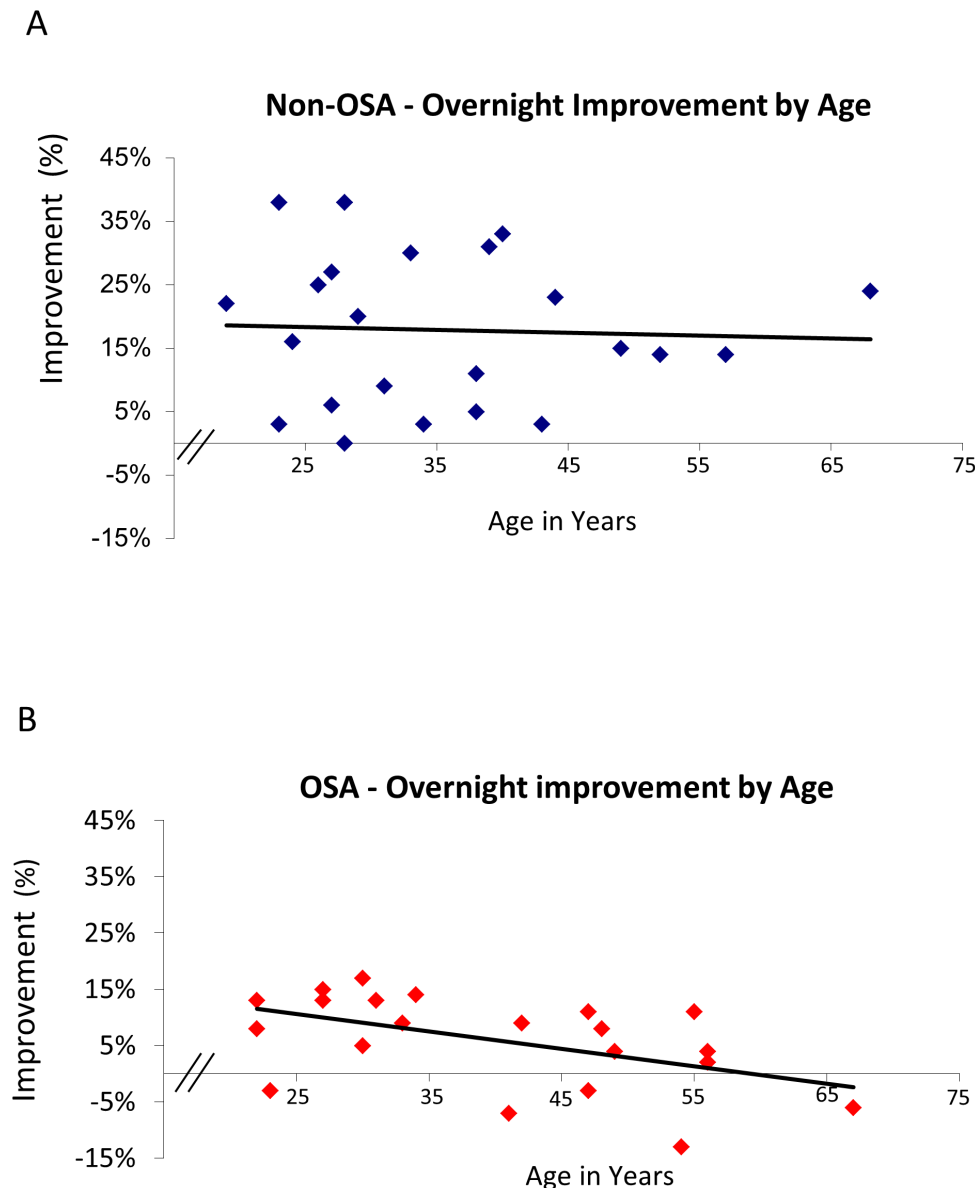 A
Non-OSA - Overnight Improvement by Age
Improvement (%)
45%
35%
25%
15%
5%
-5%
-15%
25 35 45 55 65 75
Age in Years
B
OSA - Overnight improvement by Age
Improvement (%)
45%
35%
25%
15%
5%
-5%
-15%
25 35 45 55 65 75
Age in Years